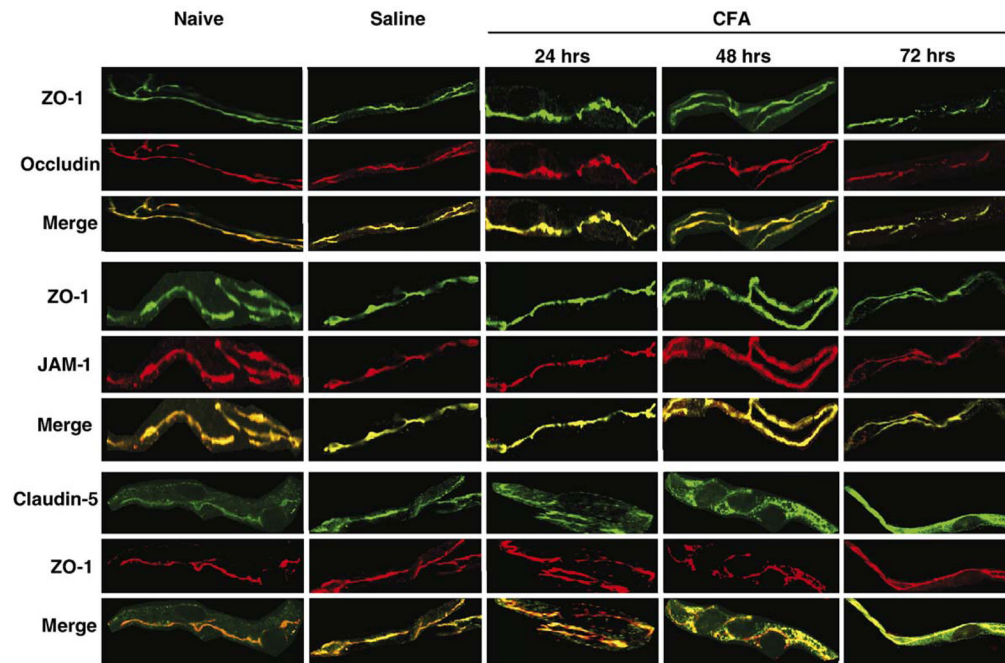 Naive Saline CFA
24 hrs 48 hrs 72 hrs
ZO-1
Occludin
Merge
ZO-1
JAM-1
Merge
Claudin-5
ZO-1
Merge